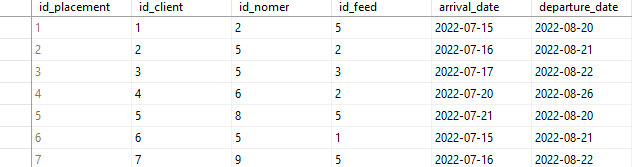 id_placement id_client id_nomer id_feed arrival_date departure_date
1 1 2 5 2022-07-15 2022-08-20
2 2 5 2 2022-07-16 2022-08-21
3 3 5 3 2022-07-17 2022-08-22
4 4 6 2 2022-07-20 2022-08-26
5 5 8 5 2022-07-21 2022-08-20
6 6 5 1 2022-07-15 2022-08-21
7 7 9 5 2022-07-16 2022-08-22